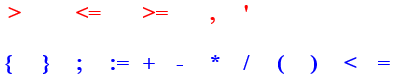 > <= >= , '
{ } ; := + - * / ( ) < =